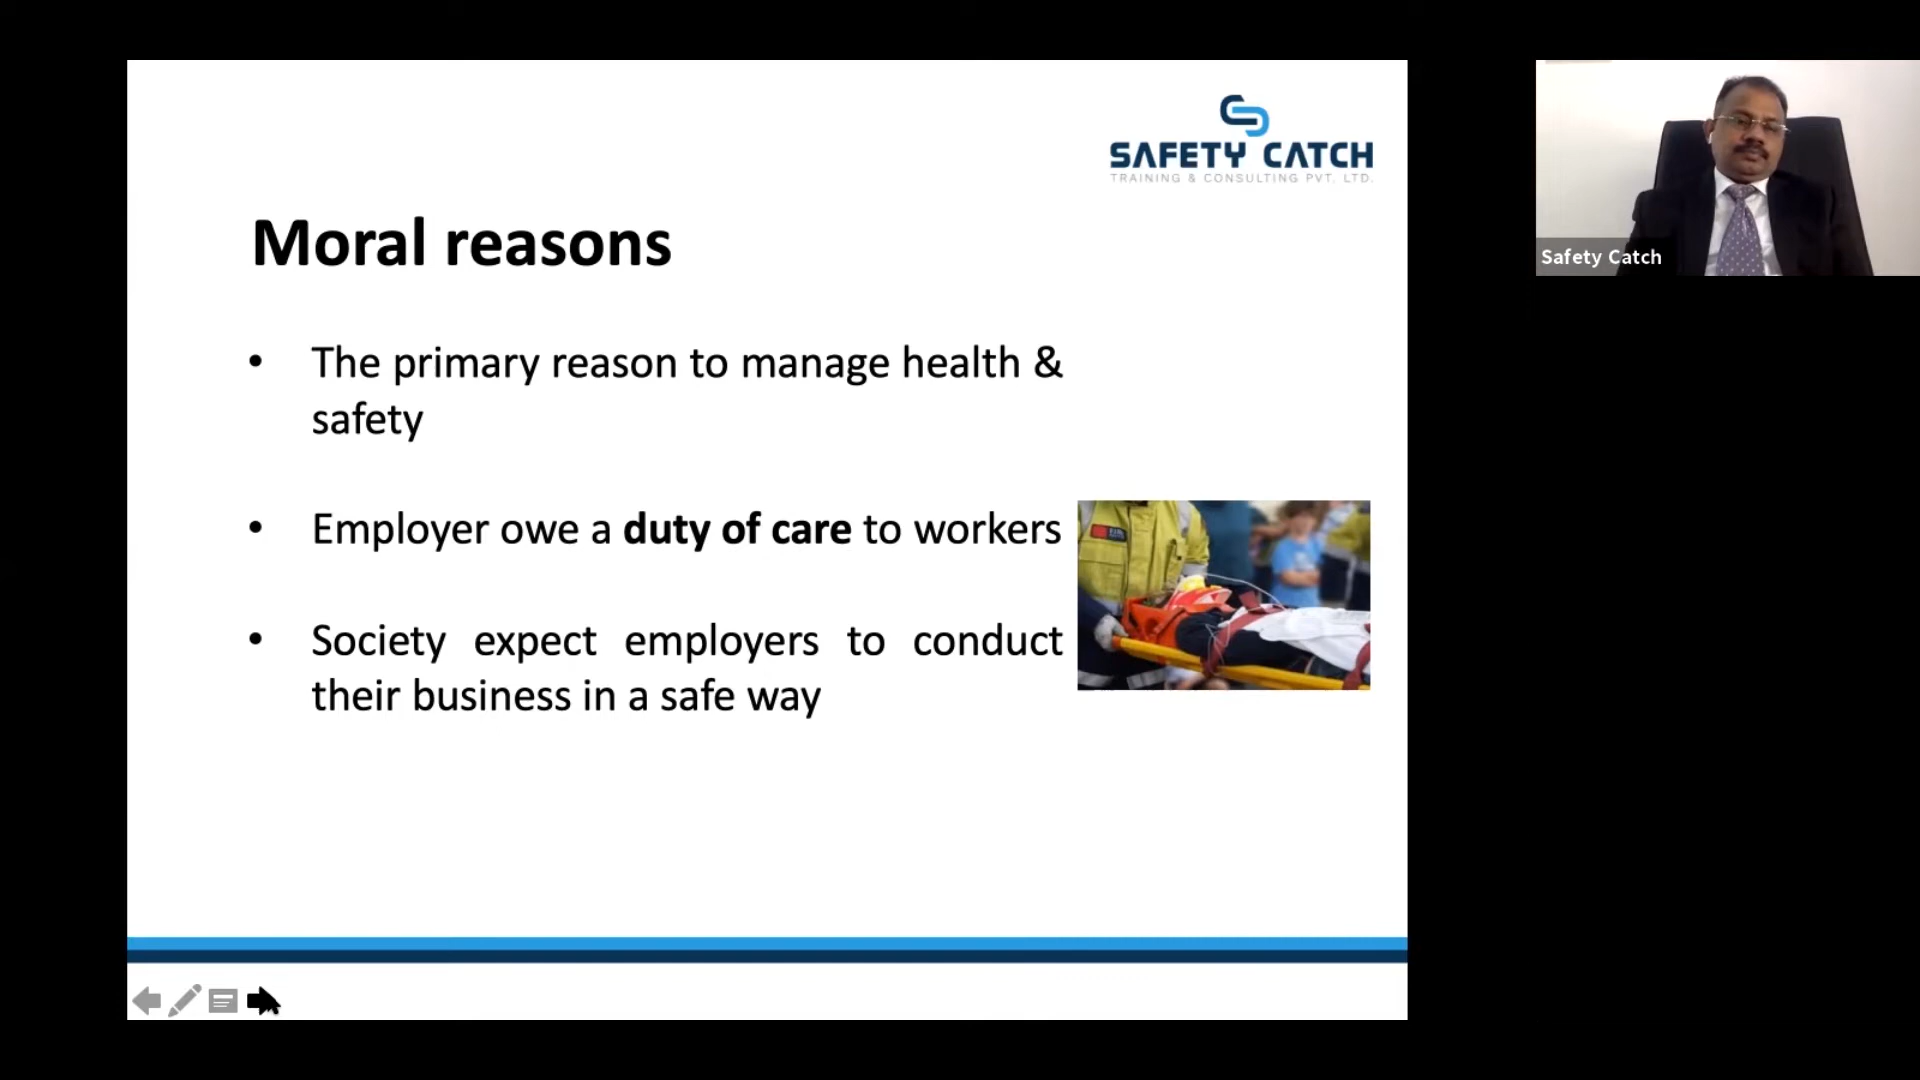 SAFETY CATCH
TRAINING & CONSULTING PVT. LTD.
Moral reasons
• The primary reason to manage health &
safety
• Employer owe a duty of care to workers
• Society expect employers to conduct
their business in a safe way
Safety Catch